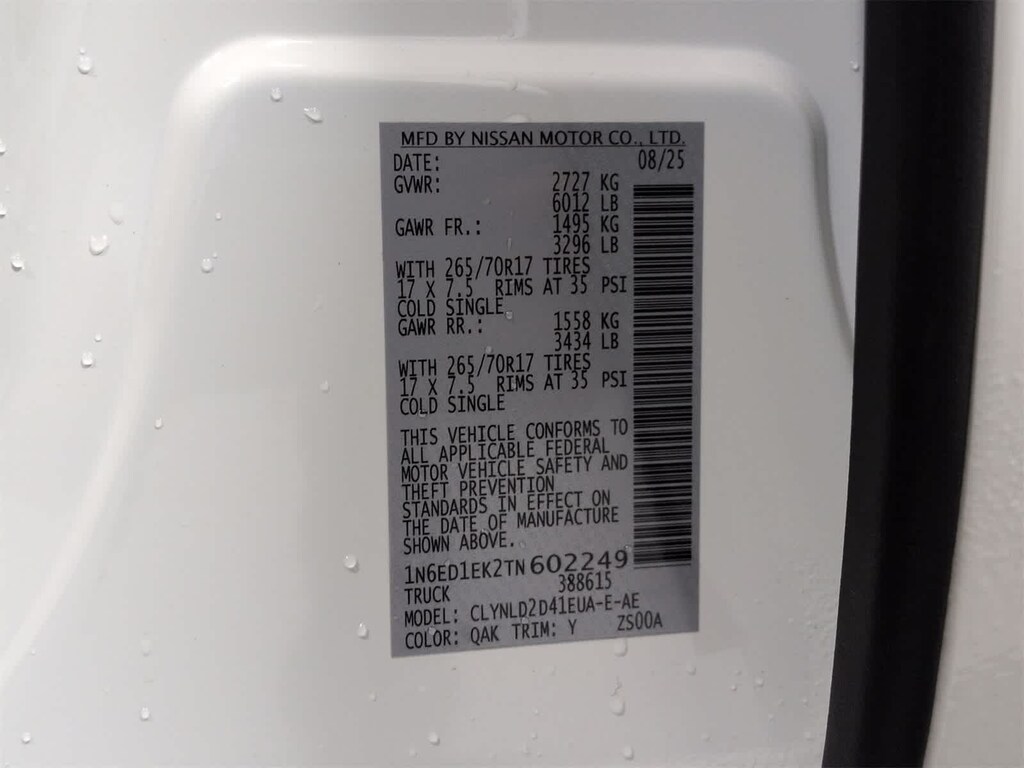 MFD BY NISSAN MOTOR CO., LTD.
DATE: 08/25
GVWR: 2727 KG
6012 LB
GAWR FR.: 1495 KG
3296 LB
WITH 265/70R17 TIRES
17 X 7.5 RIMS AT 35 PSI
COLD SINGLE
GAWR RR.: 1558 KG
3434 LB
WITH 265/70R17 TIRES
17 X 7.5 RIMS AT 35 PSI
COLD SINGLE
THIS VEHICLE CONFORMS TO
ALL APPLICABLE FEDERAL
MOTOR VEHICLE SAFETY AND
THEFT PREVENTION
STANDARDS IN EFFECT ON
THE DATE OF MANUFACTURE
SHOWN ABOVE.
1N6ED1EK2TN602249
TRUCK 388615
MODEL: CLYNLD2D41EUA-E-AE
COLOR: QAK TRIM: Y ZS00A